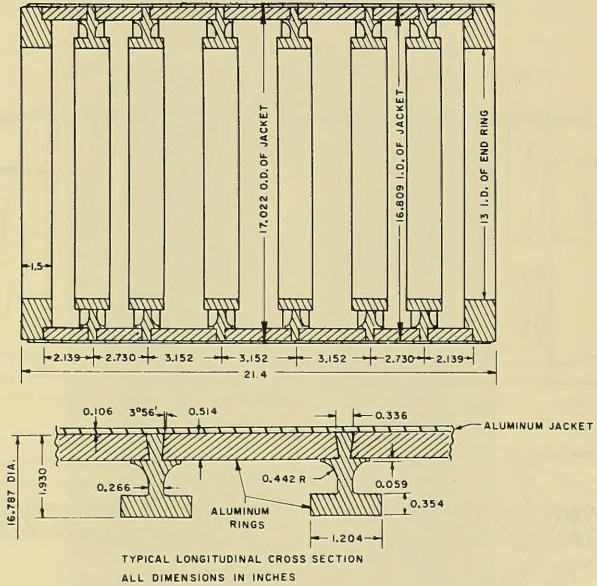 17.022 O.D. OF JACKET
16.809 I.D. OF JACKET
13 I.D. OF END RING
1.5
2.139
2.730
3.152
3.152
3.152
2.730
2.139
21.4
0.106
3°56'
0.514
0.336
ALUMINUM JACKET
16.787 DIA.
1.930
0.266
ALUMINUM
RINGS
0.442 R
0.059
0.354
1.204
TYPICAL LONGITUDINAL CROSS SECTION
ALL DIMENSIONS IN INCHES